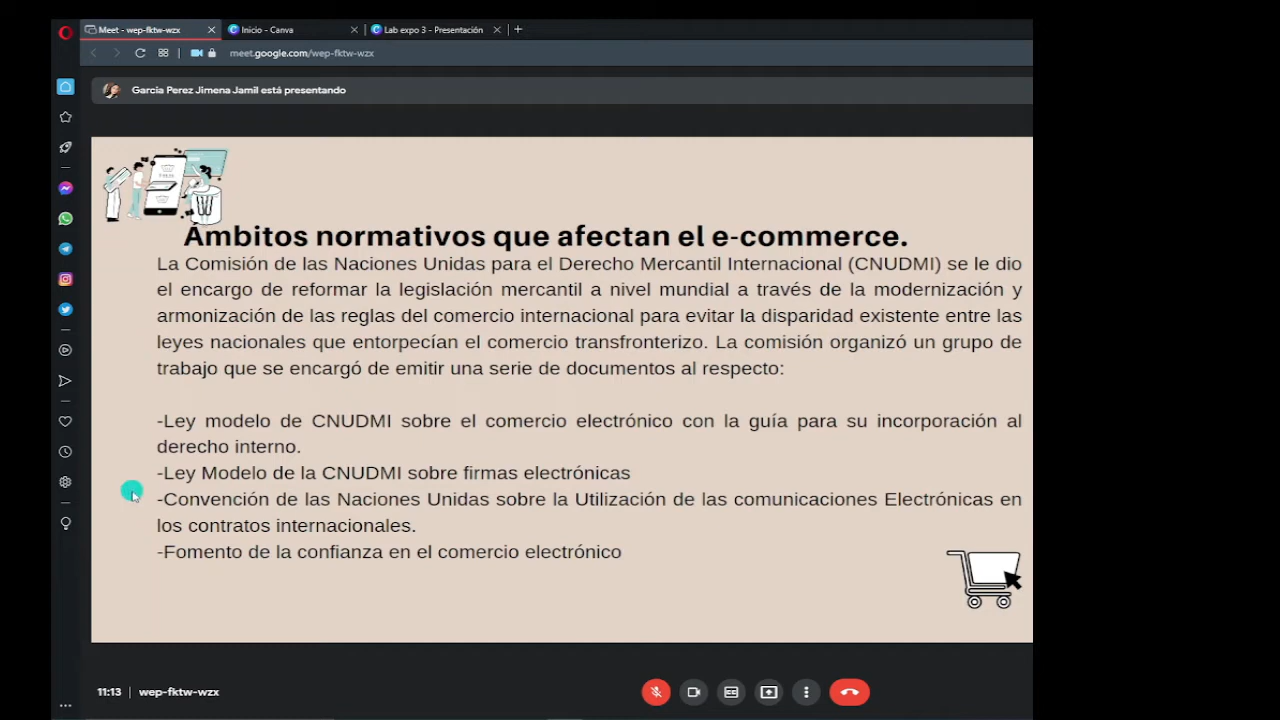 Meet - wep-fktw-wzx
Inicio - Canva
Lab expo 3 - Presentación
meet.google.com/wep-fktw-wzx
Garcia Perez Jimena Jamil está presentando
Ámbitos normativos que afectan el e-commerce.
La Comisión de las Naciones Unidas para el Derecho Mercantil Internacional (CNUDMI) se le dio
el encargo de reformar la legislación mercantil a nivel mundial a través de la modernización y
armonización de las reglas del comercio internacional para evitar la disparidad existente entre las
leyes nacionales que entorpecían el comercio transfronterizo. La comisión organizó un grupo de
trabajo que se encargó de emitir una serie de documentos al respecto:
-Ley modelo de CNUDMI sobre el comercio electrónico con la guía para su incorporación al
derecho interno.
-Ley Modelo de la CNUDMI sobre firmas electrónicas
-Convención de las Naciones Unidas sobre la Utilización de las comunicaciones Electrónicas en
los contratos internacionales.
-Fomento de la confianza en el comercio electrónico
11:13 | wep-fktw-wzx